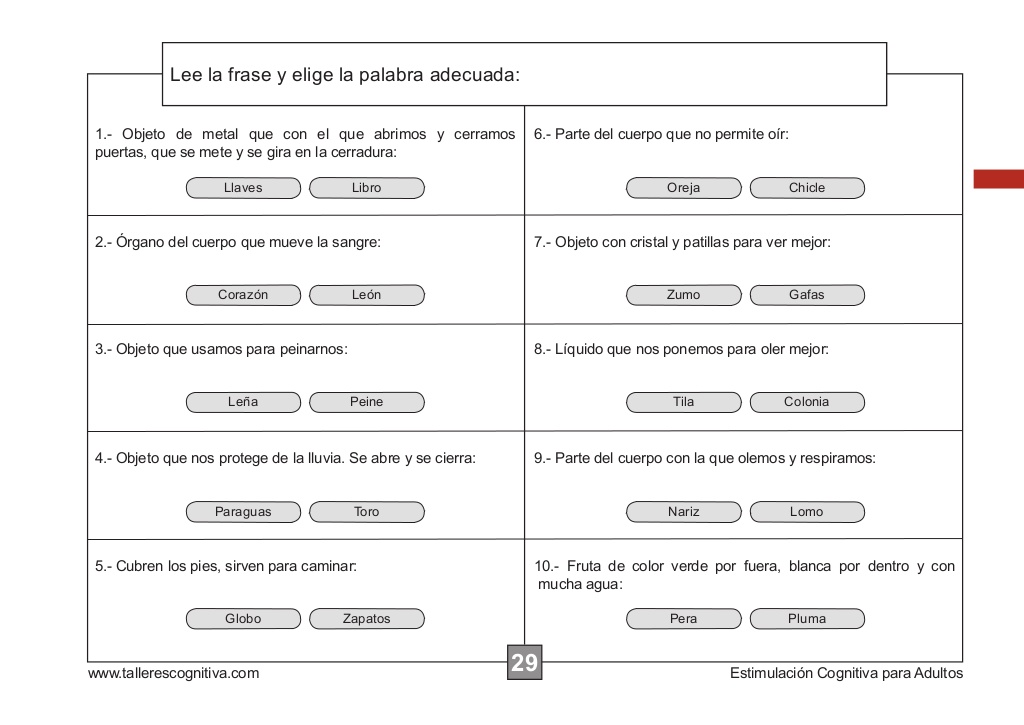 Lee la frase y elige la palabra adecuada:
1.- Objeto de metal que con el que abrimos y cerramos
puertas, que se mete y se gira en la cerradura:
Llaves Libro
2.- Órgano del cuerpo que mueve la sangre:
Corazón León
3.- Objeto que usamos para peinarnos:
Leña Peine
4.- Objeto que nos protege de la lluvia. Se abre y se cierra:
Paraguas Toro
5.- Cubren los pies, sirven para caminar:
Globo Zapatos
6.- Parte del cuerpo que no permite oír:
Oreja Chicle
7.- Objeto con cristal y patillas para ver mejor:
Zumo Gafas
8.- Líquido que nos ponemos para oler mejor:
Tila Colonia
9.- Parte del cuerpo con la que olemos y respiramos:
Nariz Lomo
10.- Fruta de color verde por fuera, blanca por dentro y con
mucha agua:
Pera Pluma
www.tallerescognitiva.com
29
Estimulación Cognitiva para Adultos